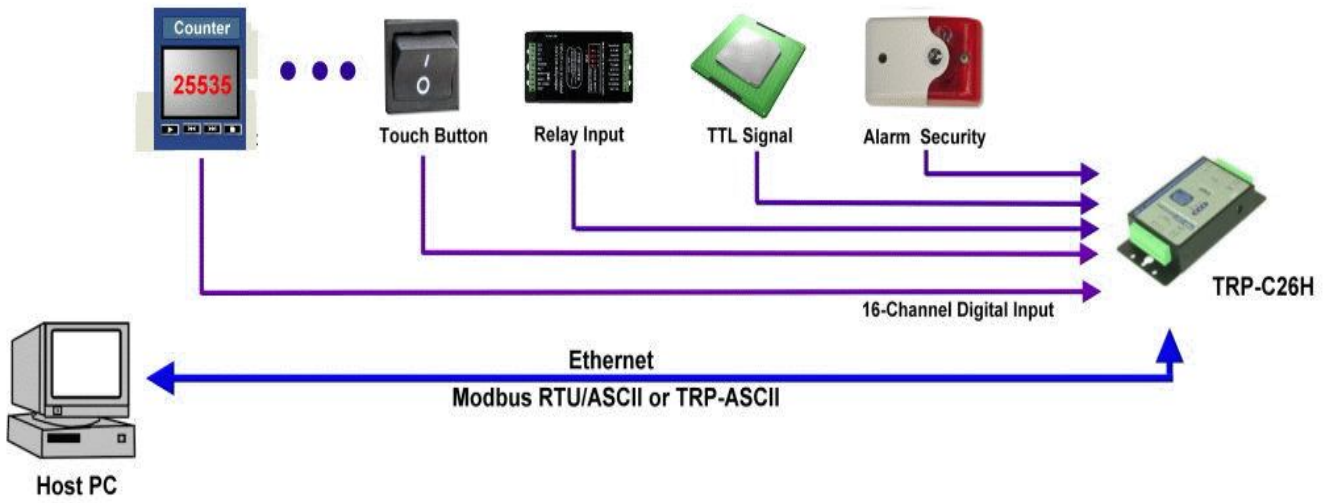 Counter
25535
Touch Button
Relay Input
TTL Signal
Alarm Security
TRP-C26H
16-Channel Digital Input
Ethernet
Modbus RTU/ASCII or TRP-ASCII
Host PC